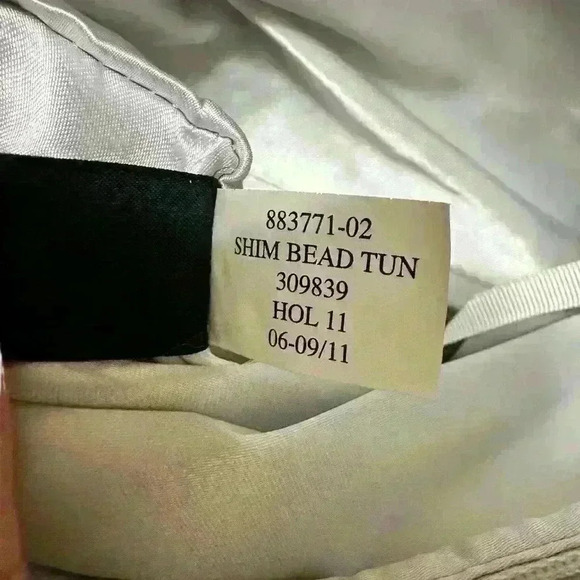 883771-02
SHIM BEAD TUN
309839
HOL 11
06-09/11